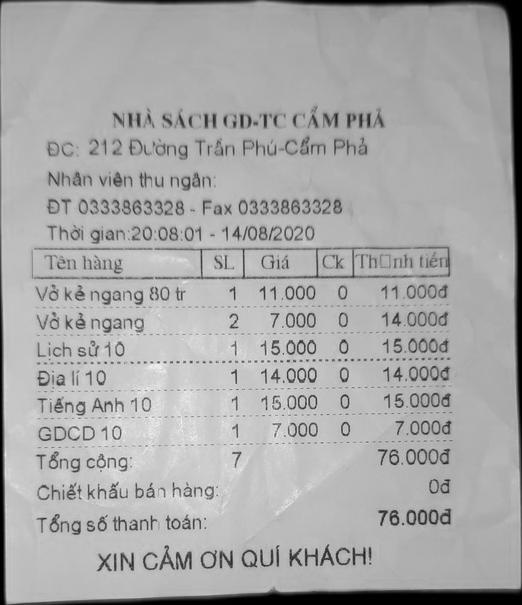 NHÀ SÁCH GD-TC CẨM PHẢ
ĐC: 212 Đường Trần Phú-Cẩm Phả
Nhân viên thu ngân:
ĐT 0333863328 - Fax 0333863328
Thời gian:20:08:01 - 14/08/2020
Tên hàng SL Giá Ck Th□nh tiền
Vở kẻ ngang 80 tr 1 11.000 0 11.000đ
Vở kẻ ngang 2 7.000 0 14.000đ
Lịch sử 10 1 15.000 0 15.000đ
Địa lí 10 1 14.000 0 14.000đ
Tiếng Anh 10 1 15.000 0 15.000đ
GDCD 10 1 7.000 0 7.000đ
Tổng cộng: 7 76.000đ
Chiết khấu bán hàng: 0đ
Tổng số thanh toán: 76.000đ
XIN CẢM ƠN QUÍ KHÁCH!